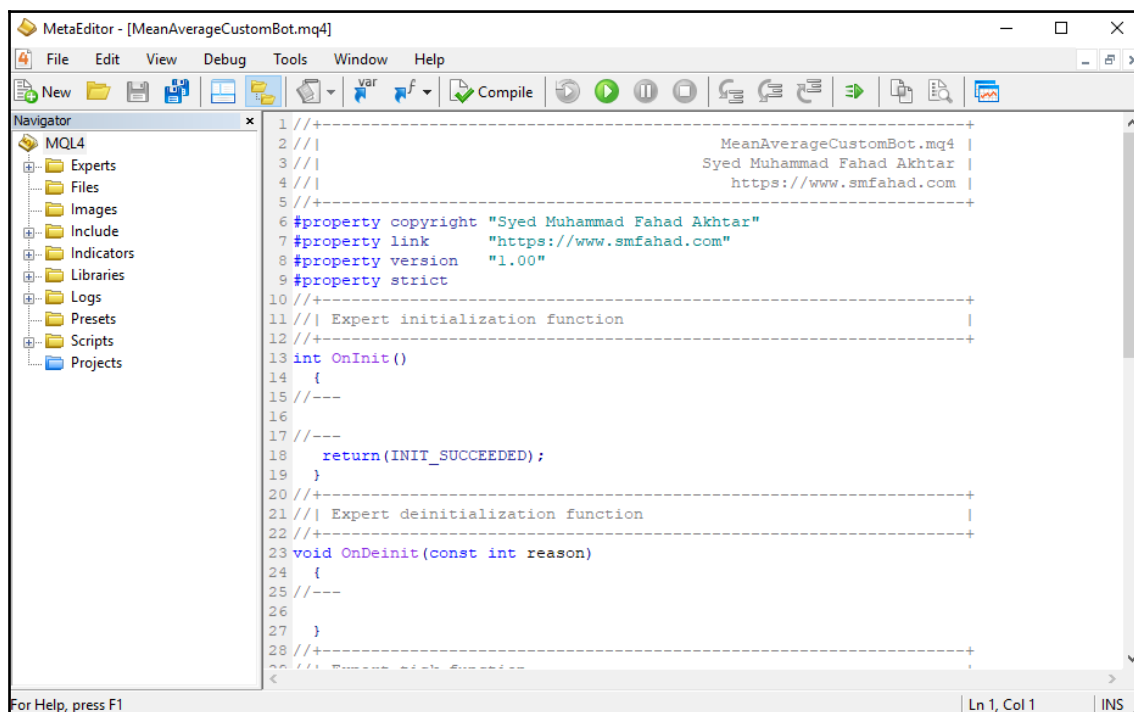 MetaEditor - [MeanAverageCustomBot.mq4]
File Edit View Debug Tools Window Help
New var f Compile
Navigator
MQL4
Experts
Files
Images
Include
Indicators
Libraries
Logs
Presets
Scripts
Projects
1 //+------------------------------------------------------------------+
2 //| MeanAverageCustomBot.mq4 |
3 //| Syed Muhammad Fahad Akhtar |
4 //| https://www.smfahad.com |
5 //+------------------------------------------------------------------+
6 #property copyright "Syed Muhammad Fahad Akhtar"
7 #property link      "https://www.smfahad.com"
8 #property version   "1.00"
9 #property strict
10 //+------------------------------------------------------------------+
11 //| Expert initialization function |
12 //+------------------------------------------------------------------+
13 int OnInit()
14   {
15 //---
16
17 //---
18    return(INIT_SUCCEEDED);
19   }
20 //+------------------------------------------------------------------+
21 //| Expert deinitialization function |
22 //+------------------------------------------------------------------+
23 void OnDeinit(const int reason)
24   {
25 //---
26
27   }
28 //+------------------------------------------------------------------+
29 //| Expert tick function |
For Help, press F1 Ln 1, Col 1 INS